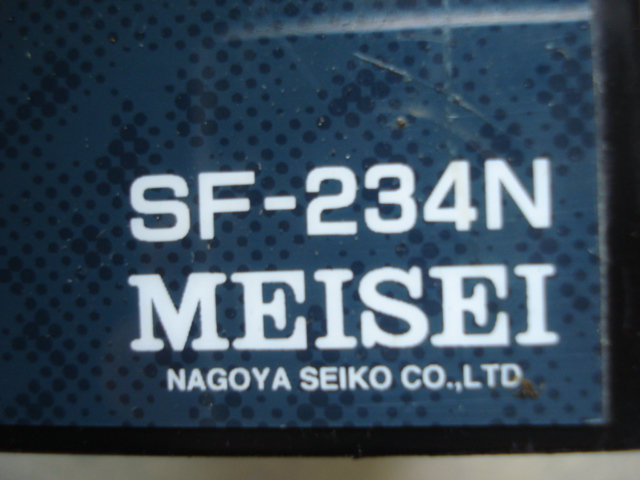 SF-234N
MEISEI
NAGOYA SEIKO CO.,LTD.